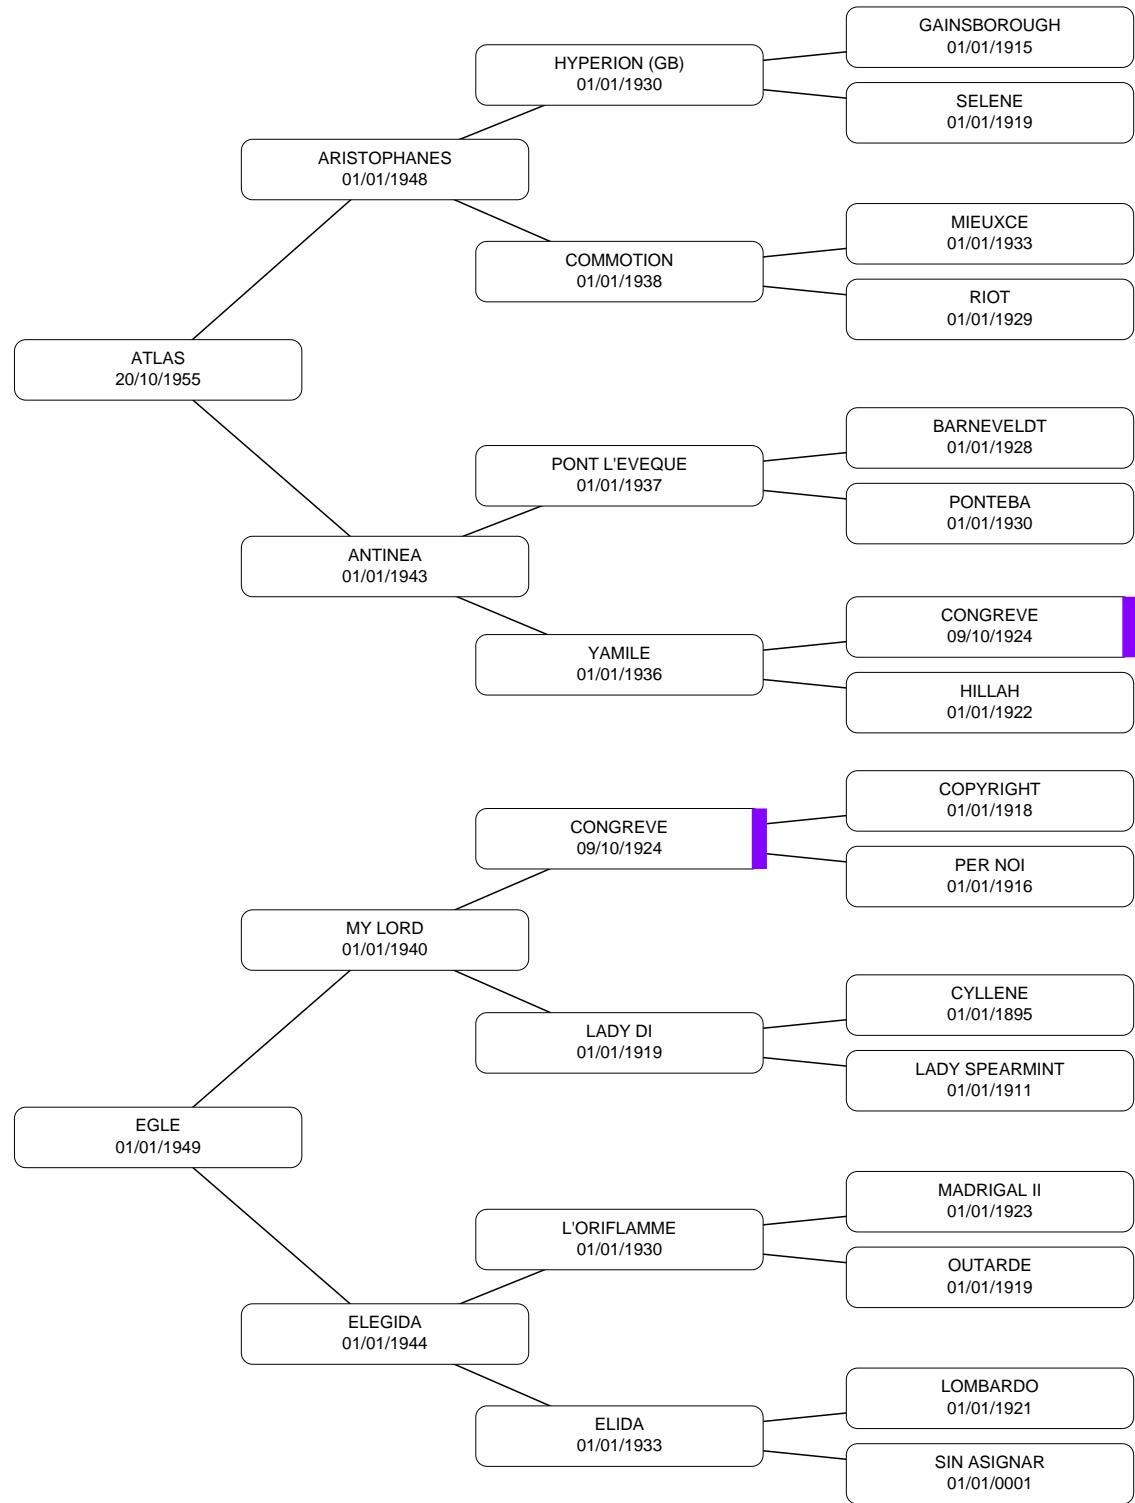 GAINSBOROUGH
01/01/1915
HYPERION (GB)
01/01/1930
SELENE
01/01/1919
ARISTOPHANES
01/01/1948
MIEUXCE
01/01/1933
COMMOTION
01/01/1938
RIOT
01/01/1929
ATLAS
20/10/1955
BARNEVELDT
01/01/1928
PONT L'EVEQUE
01/01/1937
PONTEBA
01/01/1930
ANTINEA
01/01/1943
CONGREVE
09/10/1924
YAMILE
01/01/1936
HILLAH
01/01/1922
COPYRIGHT
01/01/1918
CONGREVE
09/10/1924
PER NOI
01/01/1916
MY LORD
01/01/1940
CYLLENE
01/01/1895
LADY DI
01/01/1919
LADY SPEARMINT
01/01/1911
EGLE
01/01/1949
MADRIGAL II
01/01/1923
L'ORIFLAMME
01/01/1930
OUTARDE
01/01/1919
ELEGIDA
01/01/1944
LOMBARDO
01/01/1921
ELIDA
01/01/1933
SIN ASIGNAR
01/01/0001